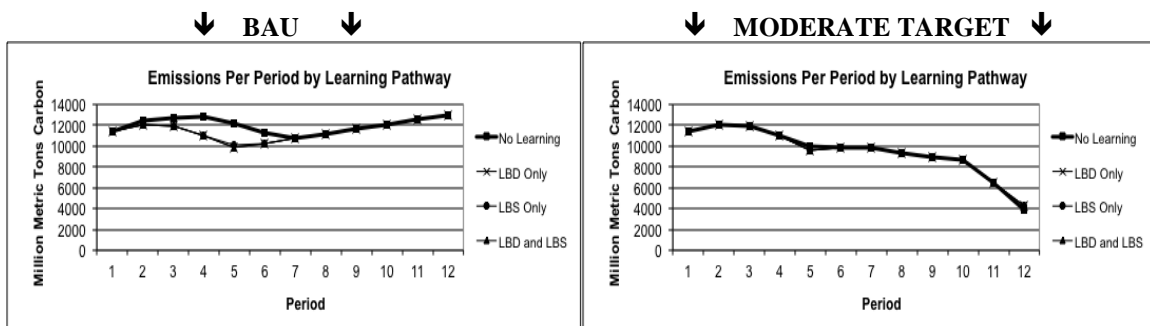 🡻 BAU 🡻
Emissions Per Period by Learning Pathway
Million Metric Tons Carbon
14000
12000
10000
8000
6000
4000
2000
0
1 2 3 4 5 6 7 8 9 10 11 12
Period
No Learning
LBD Only
LBS Only
LBD and LBS
🡻 MODERATE TARGET 🡻
Emissions Per Period by Learning Pathway
Million Metric Tons Carbon
14000
12000
10000
8000
6000
4000
2000
0
1 2 3 4 5 6 7 8 9 10 11 12
Period
No Learning
LBD Only
LBS Only
LBD and LBS